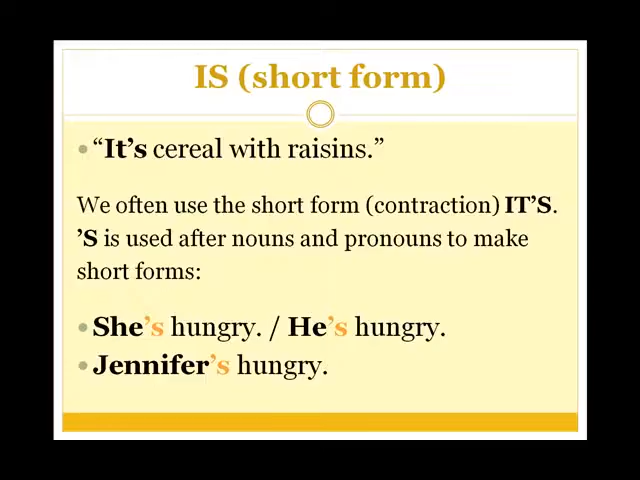 IS (short form)
“It’s cereal with raisins.”
We often use the short form (contraction) IT’S.
’S is used after nouns and pronouns to make
short forms:
She’s hungry. / He’s hungry.
Jennifer’s hungry.